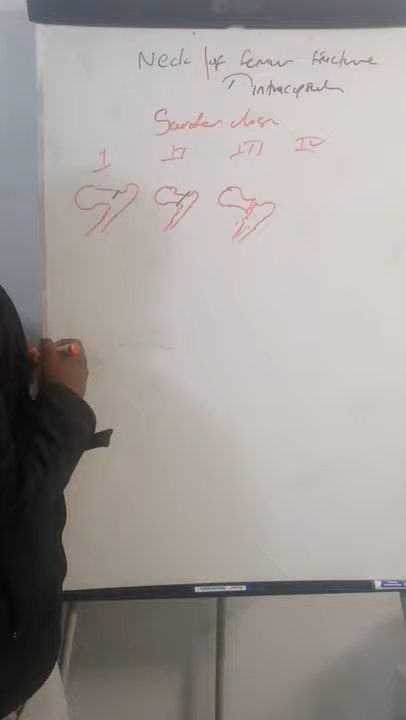 Neck of femur fracture
intracapsular
Garden class
I II III IV